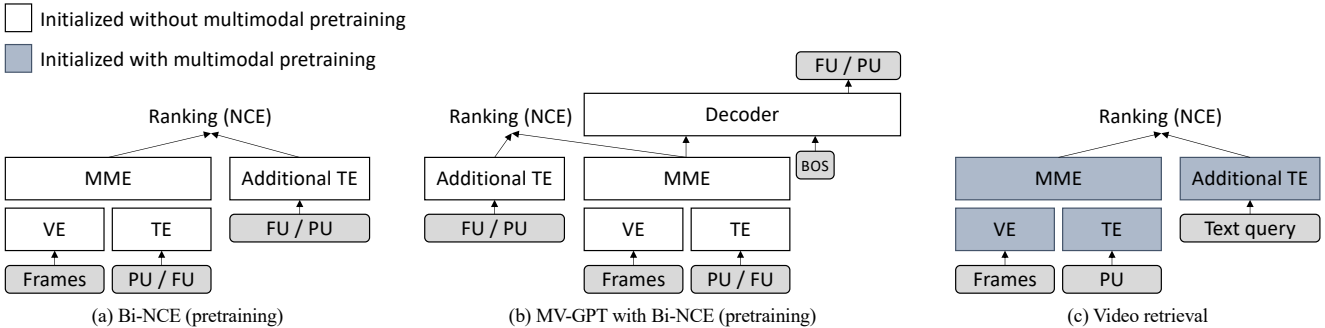 Initialized without multimodal pretraining
Initialized with multimodal pretraining
Ranking (NCE)
MME
Additional TE
VE
TE
FU / PU
Frames
PU / FU
(a) Bi-NCE (pretraining)
FU / PU
Decoder
Ranking (NCE)
BOS
Additional TE
MME
FU / PU
VE
TE
Frames
PU / FU
(b) MV-GPT with Bi-NCE (pretraining)
Ranking (NCE)
MME
Additional TE
VE
TE
Text query
Frames
PU
(c) Video retrieval